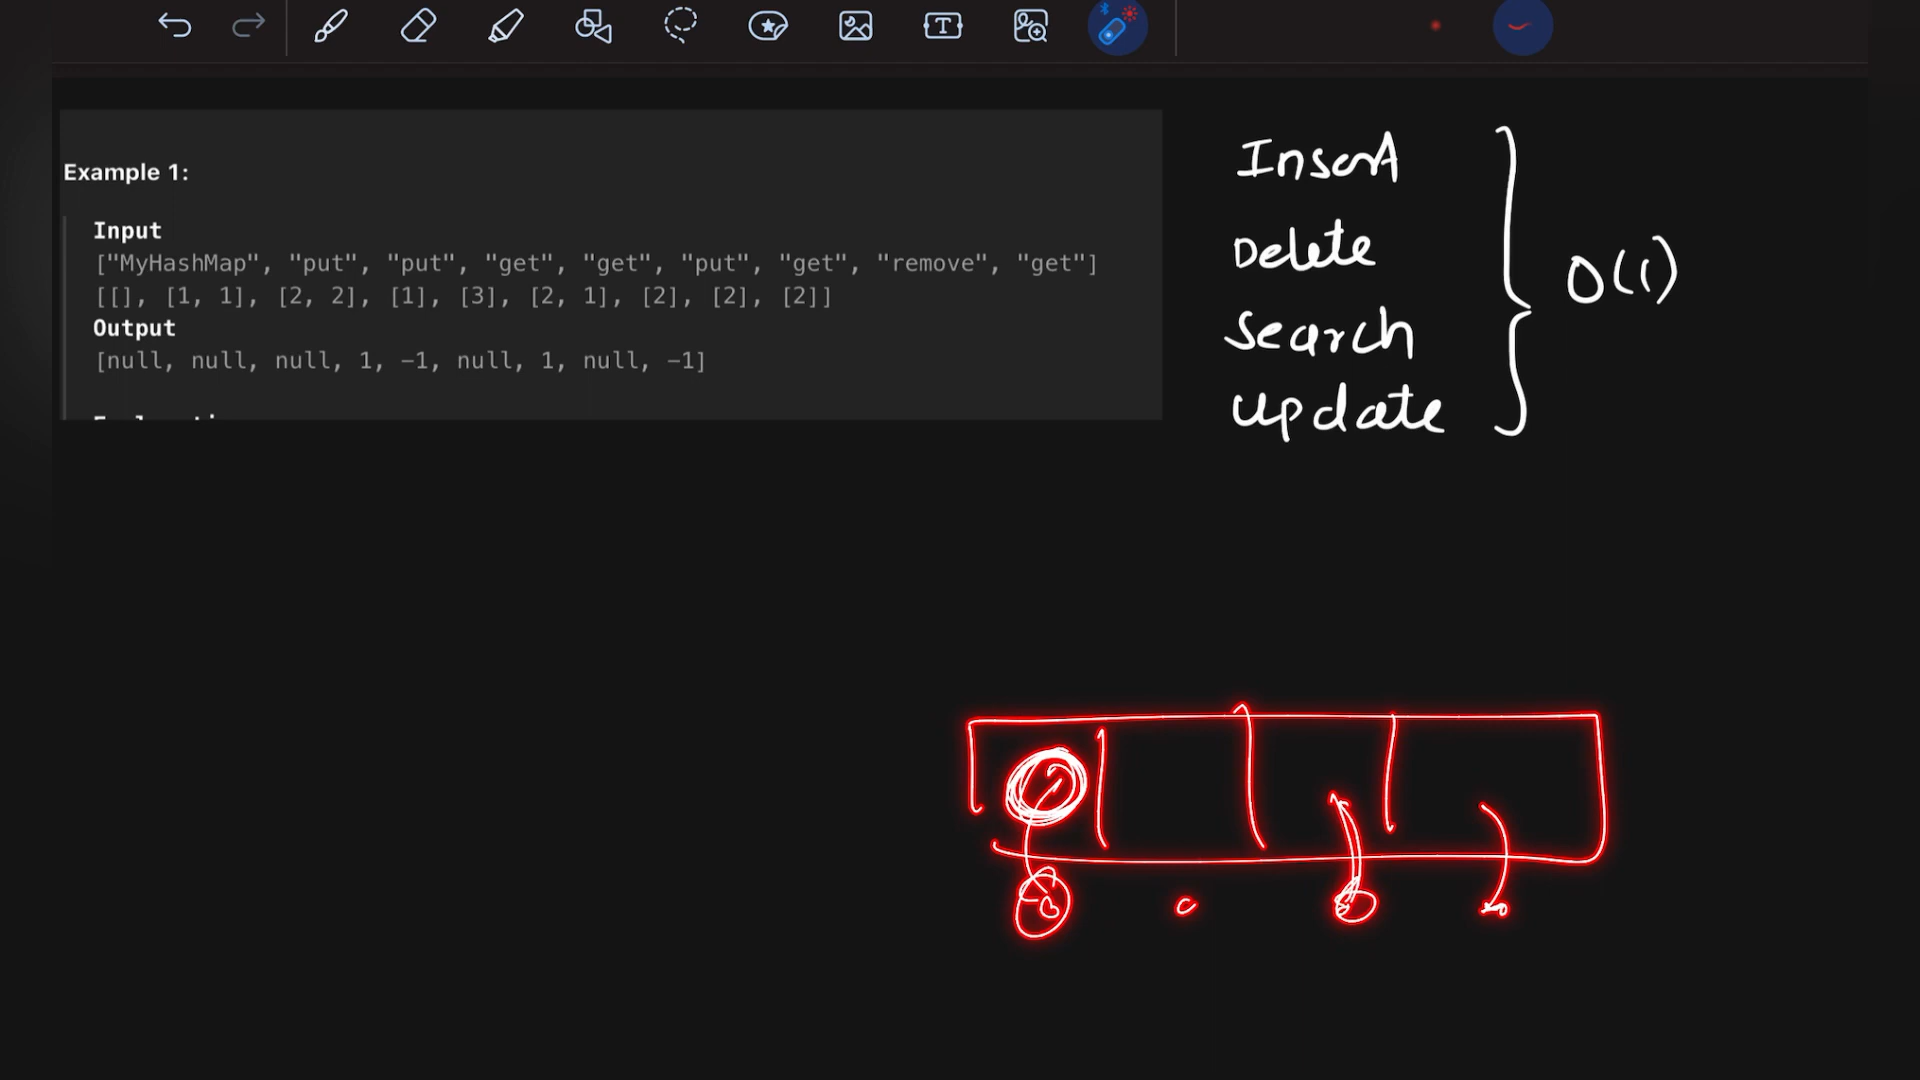 Example 1:
Input
["MyHashMap", "put", "put", "get", "get", "put", "get", "remove", "get"]
[[], [1, 1], [2, 2], [1], [3], [2, 1], [2], [2], [2]]
Output
[null, null, null, 1, −1, null, 1, null, −1]
Insert
Delete
Search
Update
O(1)